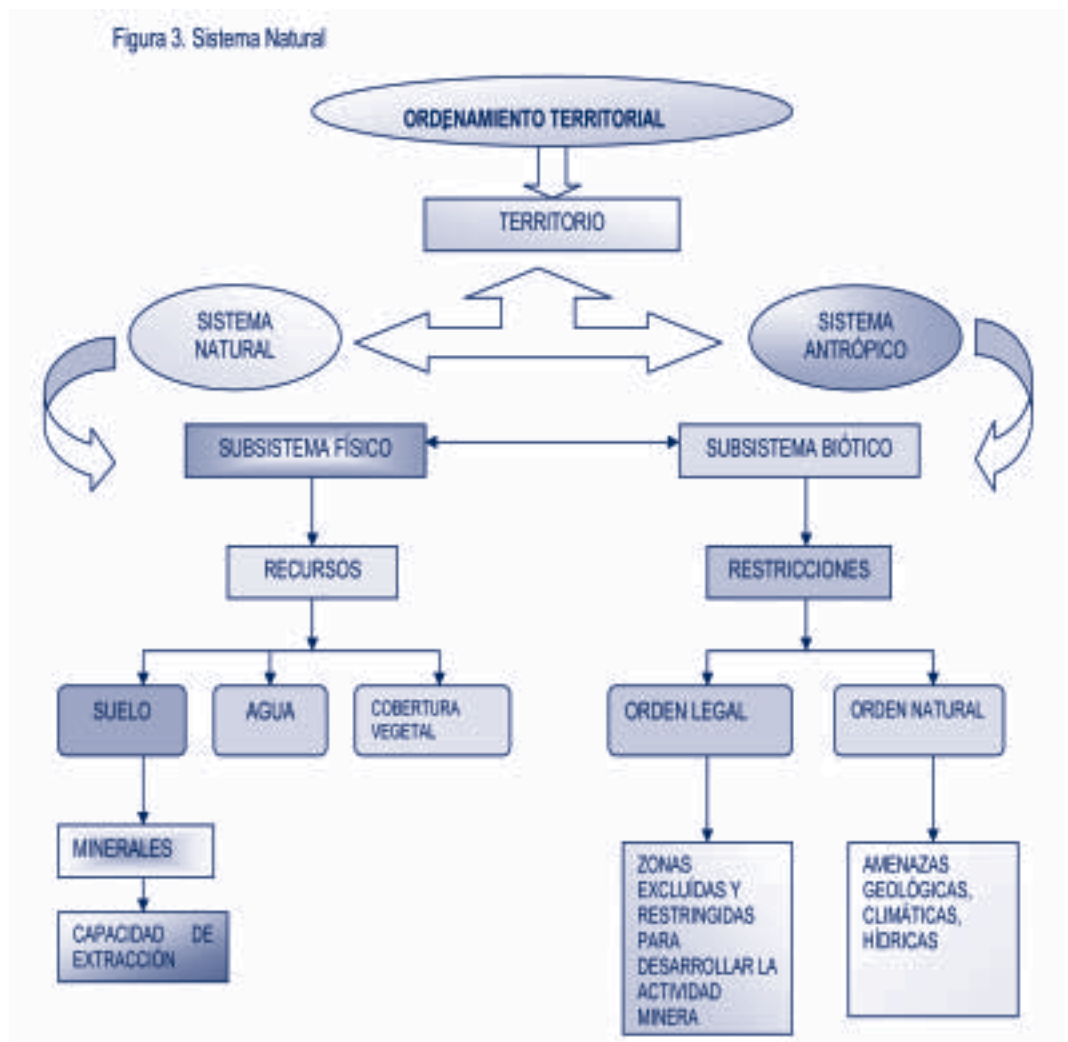 Figura 3. Sistema Natural
ORDENAMIENTO TERRITORIAL
TERRITORIO
SISTEMA
NATURAL
SISTEMA
ANTRÓPICO
SUBSISTEMA FÍSICO
SUBSISTEMA BIÓTICO
RECURSOS
RESTRICCIONES
SUELO
AGUA
COBERTURA
VEGETAL
ORDEN LEGAL
ORDEN NATURAL
MINERALES
CAPACIDAD DE
EXTRACCIÓN
ZONAS
EXCLUÍDAS Y
RESTRINGIDAS
PARA
DESARROLLAR LA
ACTIVIDAD
MINERA
AMENAZAS
GEOLÓGICAS,
CLIMÁTICAS,
HÍDRICAS